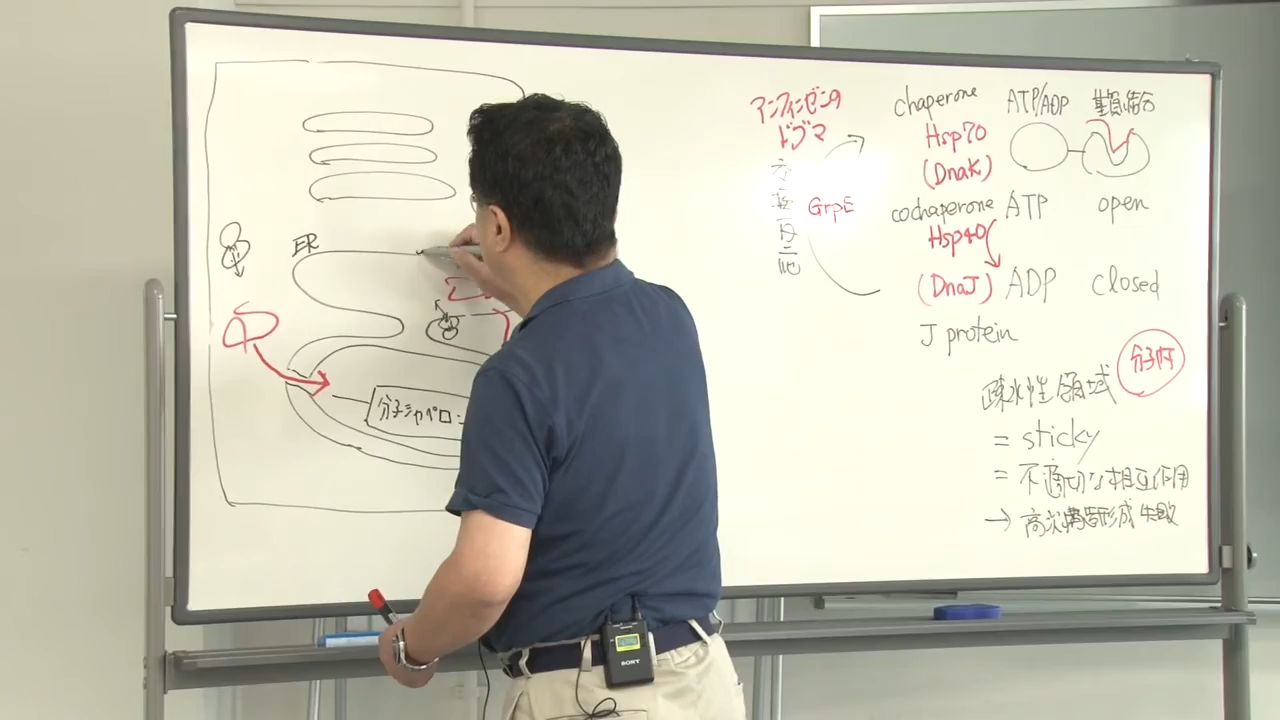 アンフィンゼンの
ドグマ
chaperone
ATP/ADP
基質結合
Hsp70
(DnaK)
GrpE
cochaperone
ATP
open
Hsp40
(DnaJ)
ADP
closed
J protein
ER
分子シャペロン
疎水性領域
分子内
= sticky
= 不適切な相互作用
→ 高次構造形成失敗
SONY